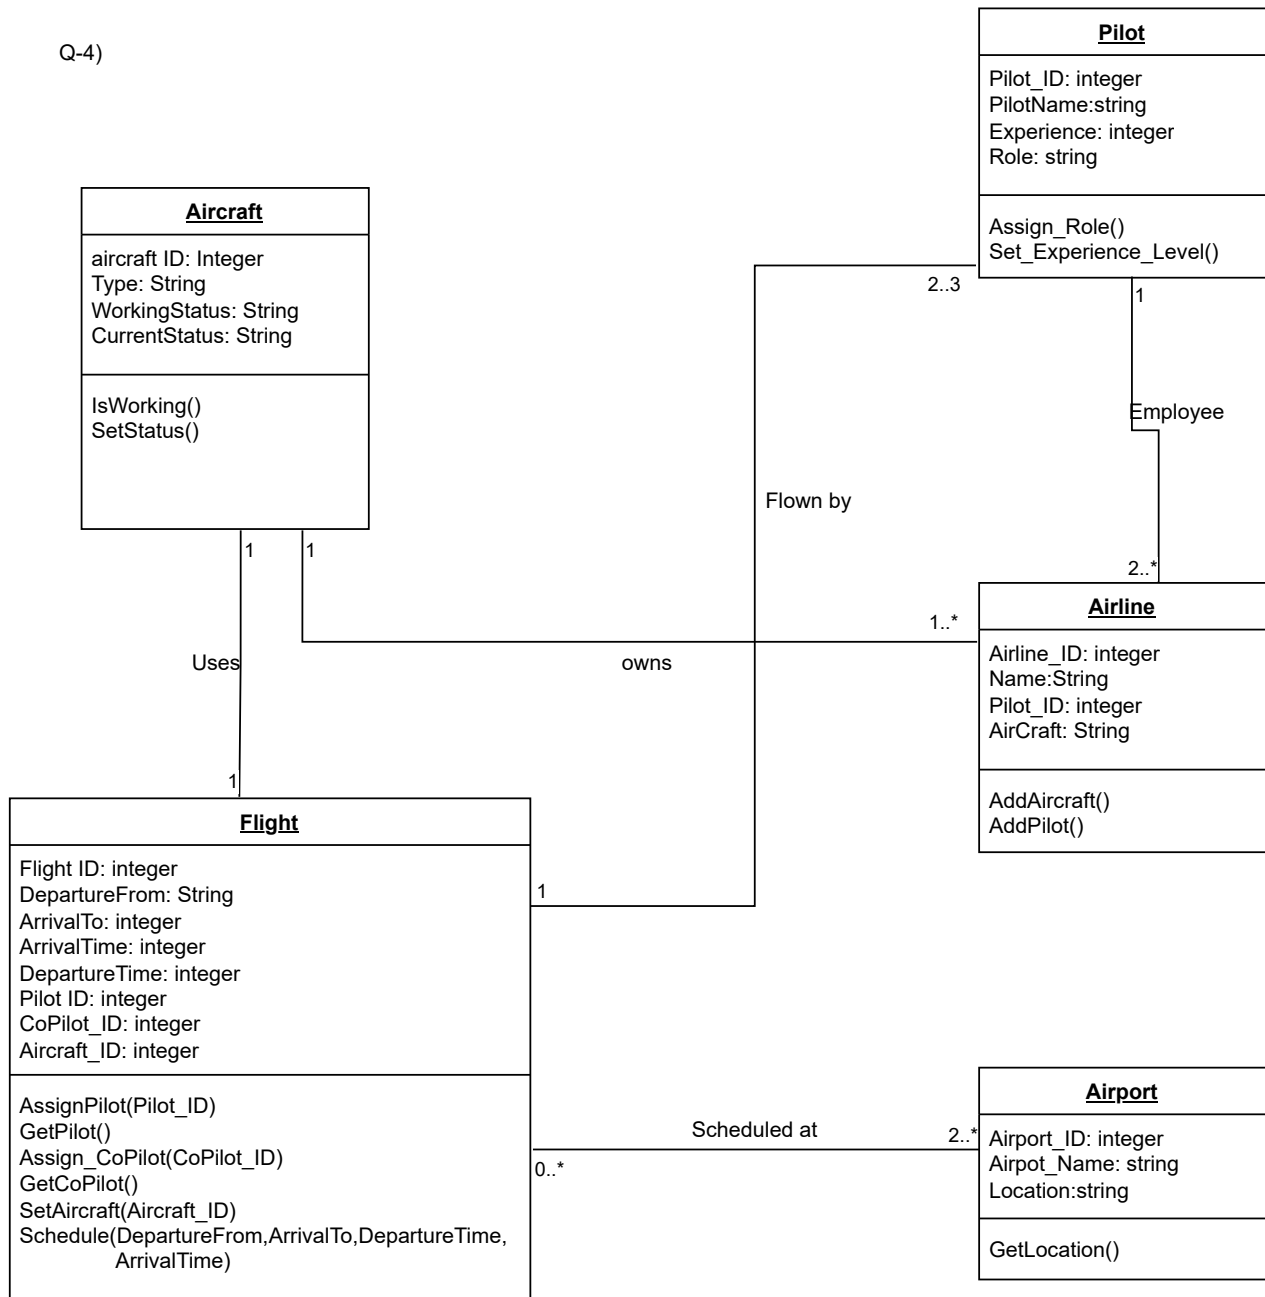 Q-4)
Pilot
Pilot_ID: integer
PilotName:string
Experience: integer
Role: string
Assign_Role()
Set_Experience_Level()
Aircraft
aircraft ID: Integer
Type: String
WorkingStatus: String
CurrentStatus: String
IsWorking()
SetStatus()
2..3
1
Employee
Flown by
2..*
1
1
1..*
Uses
owns
Airline
Airline_ID: integer
Name:String
Pilot_ID: integer
AirCraft: String
AddAircraft()
AddPilot()
1
Flight
Flight ID: integer
DepartureFrom: String
ArrivalTo: integer
ArrivalTime: integer
DepartureTime: integer
Pilot ID: integer
CoPilot_ID: integer
Aircraft_ID: integer
AssignPilot(Pilot_ID)
GetPilot()
Assign_CoPilot(CoPilot_ID)
GetCoPilot()
SetAircraft(Aircraft_ID)
Schedule(DepartureFrom,ArrivalTo,DepartureTime,
ArrivalTime)
1
Scheduled at
2..*
0..*
Airport
Airport_ID: integer
Airpot_Name: string
Location:string
GetLocation()